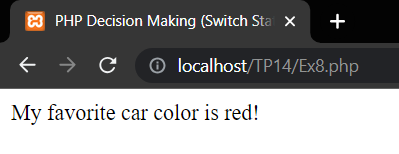 PHP Decision Making (Switch Sta
localhost/TP14/Ex8.php
My favorite car color is red!